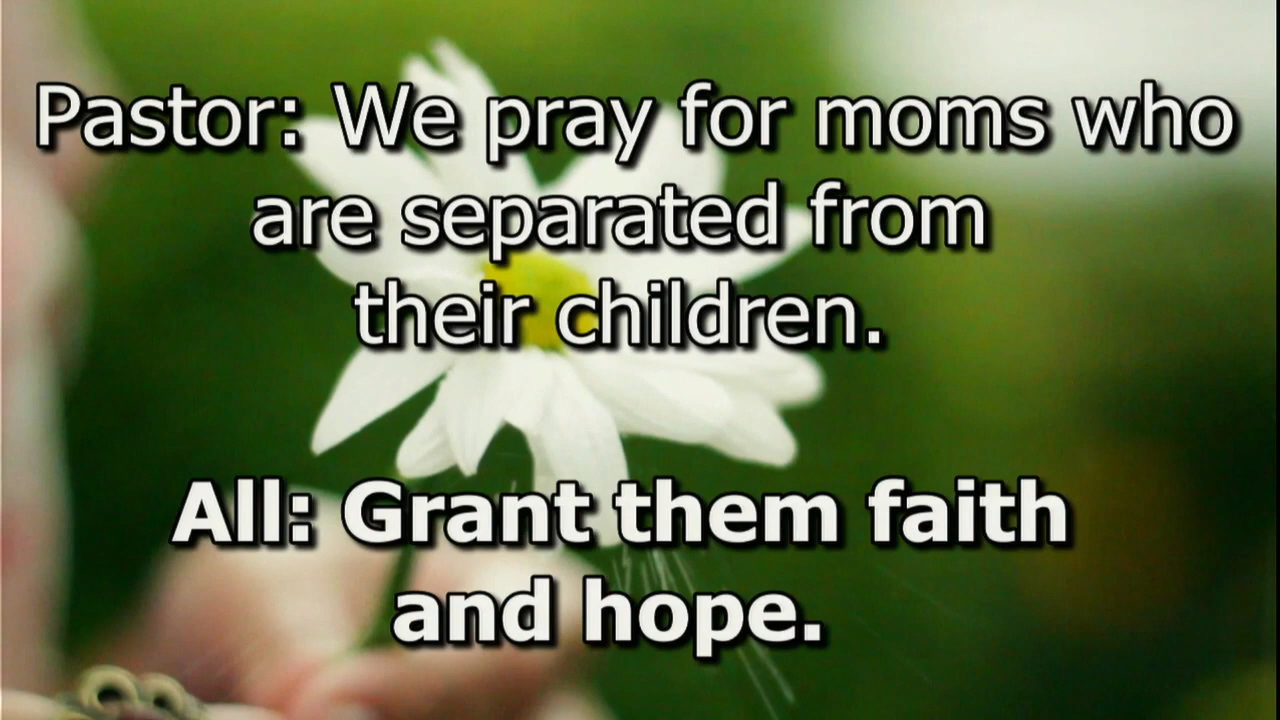 Pastor: We pray for moms who
are separated from
their children.
All: Grant them faith
and hope.